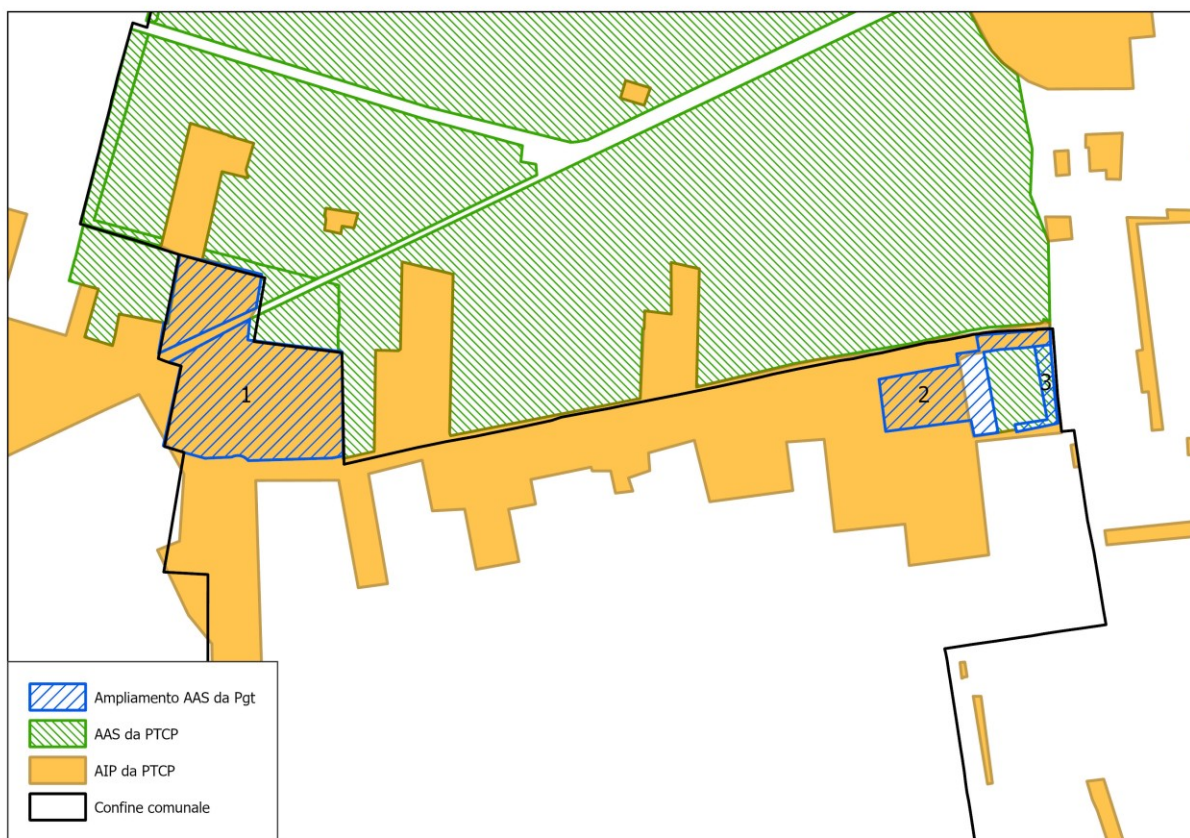 1
2
3
Ampliamento AAS da Pgt
AAS da PTCP
AIP da PTCP
Confine comunale